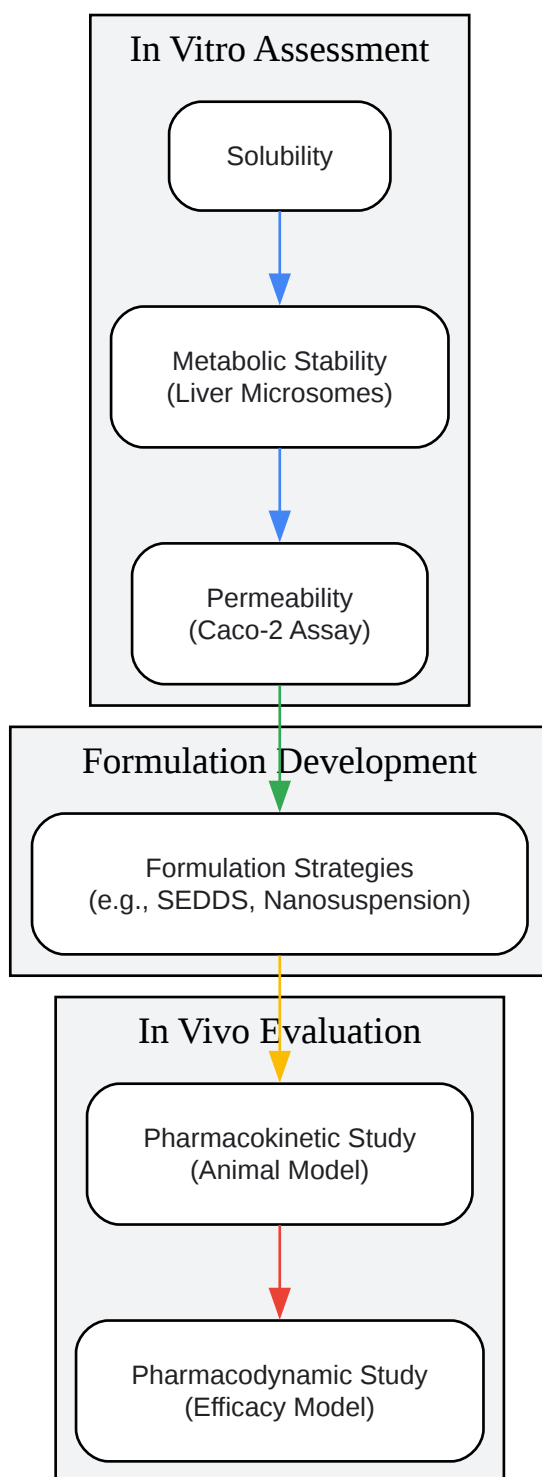 In Vitro Assessment
Solubility
Metabolic Stability
(Liver Microsomes)
Permeability
(Caco-2 Assay)
Formulation Development
Formulation Strategies
(e.g., SEDDS, Nanosuspension)
In Vivo Evaluation
Pharmacokinetic Study
(Animal Model)
Pharmacodynamic Study
(Efficacy Model)